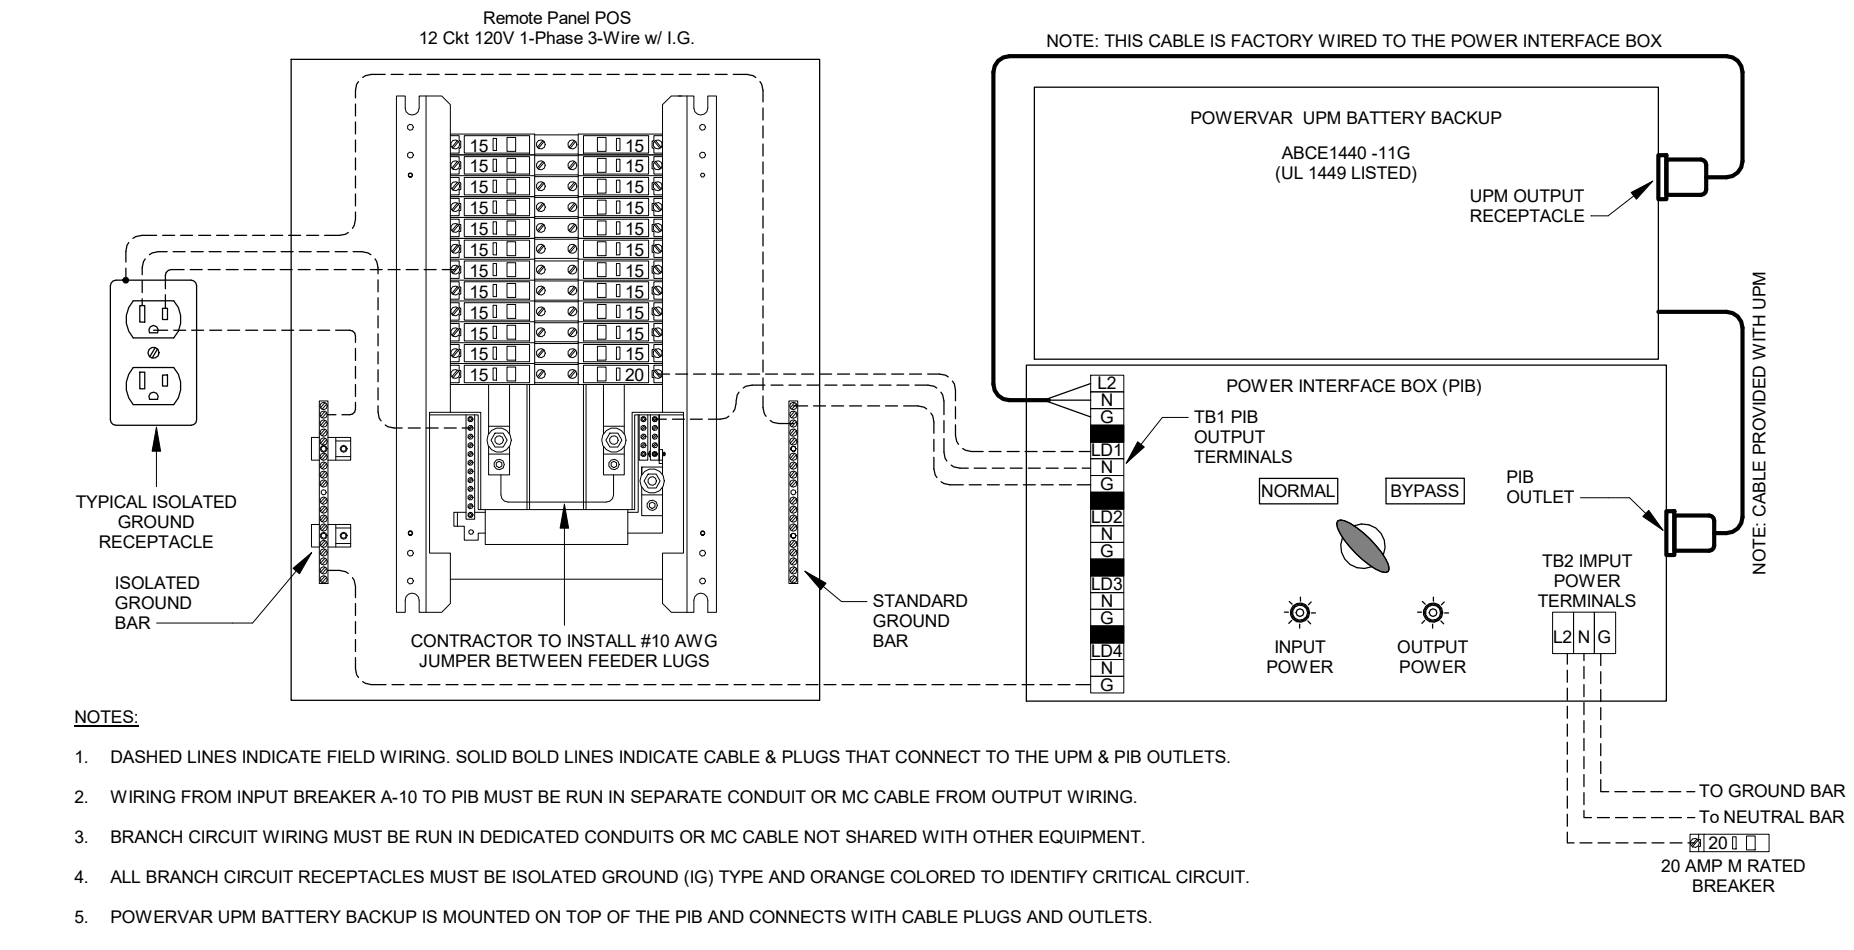 Remote Panel POS
12 Ckt 120V 1-Phase 3-Wire w/ I.G.
NOTE: THIS CABLE IS FACTORY WIRED TO THE POWER INTERFACE BOX
POWERVAR UPM BATTERY BACKUP
ABCE1440 -11G
(UL 1449 LISTED)
UPM OUTPUT
RECEPTACLE
NOTE: CABLE PROVIDED WITH UPM
15 15
15 15
15 15
15 15
15 15
15 15
15 15
15 15
15 15
15 15
15 15
15 20
TYPICAL ISOLATED
GROUND
RECEPTACLE
ISOLATED
GROUND
BAR
CONTRACTOR TO INSTALL #10 AWG
JUMPER BETWEEN FEEDER LUGS
STANDARD
GROUND
BAR
POWER INTERFACE BOX (PIB)
L2
N
G
LD1
N
G
LD2
N
G
LD3
N
G
LD4
N
G
TB1 PIB
OUTPUT
TERMINALS
NORMAL
BYPASS
PIB
OUTLET
INPUT
POWER
OUTPUT
POWER
TB2 IMPUT
POWER
TERMINALS
L2 N G
TO GROUND BAR
To NEUTRAL BAR
20
20 AMP M RATED
BREAKER
NOTES:
1. DASHED LINES INDICATE FIELD WIRING. SOLID BOLD LINES INDICATE CABLE & PLUGS THAT CONNECT TO THE UPM & PIB OUTLETS.
2. WIRING FROM INPUT BREAKER A-10 TO PIB MUST BE RUN IN SEPARATE CONDUIT OR MC CABLE FROM OUTPUT WIRING.
3. BRANCH CIRCUIT WIRING MUST BE RUN IN DEDICATED CONDUITS OR MC CABLE NOT SHARED WITH OTHER EQUIPMENT.
4. ALL BRANCH CIRCUIT RECEPTACLES MUST BE ISOLATED GROUND (IG) TYPE AND ORANGE COLORED TO IDENTIFY CRITICAL CIRCUIT.
5. POWERVAR UPM BATTERY BACKUP IS MOUNTED ON TOP OF THE PIB AND CONNECTS WITH CABLE PLUGS AND OUTLETS.